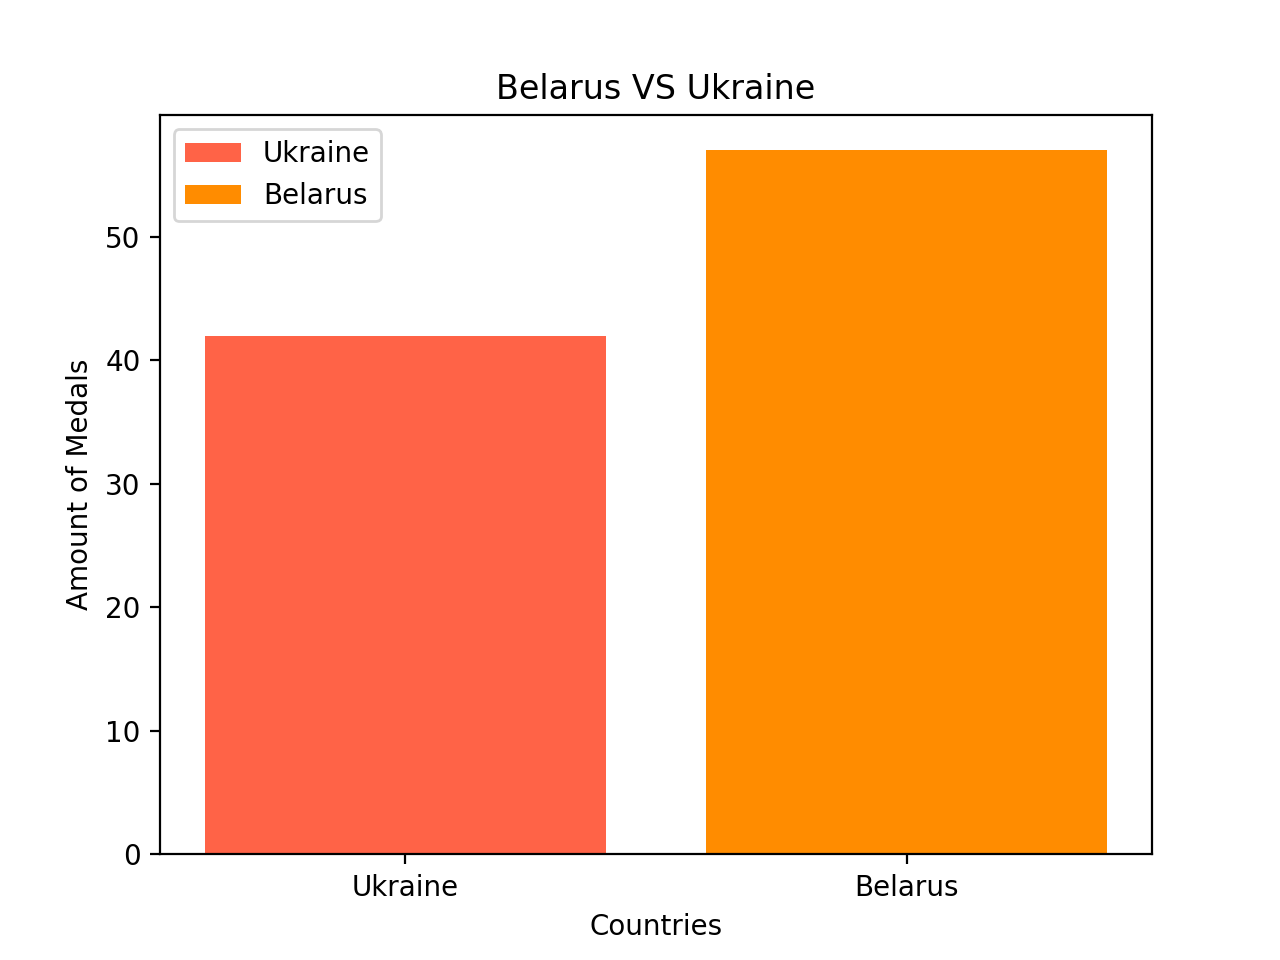 Belarus VS Ukraine
Ukraine
Belarus
50
40
30
20
10
0
Amount of Medals
Ukraine
Belarus
Countries